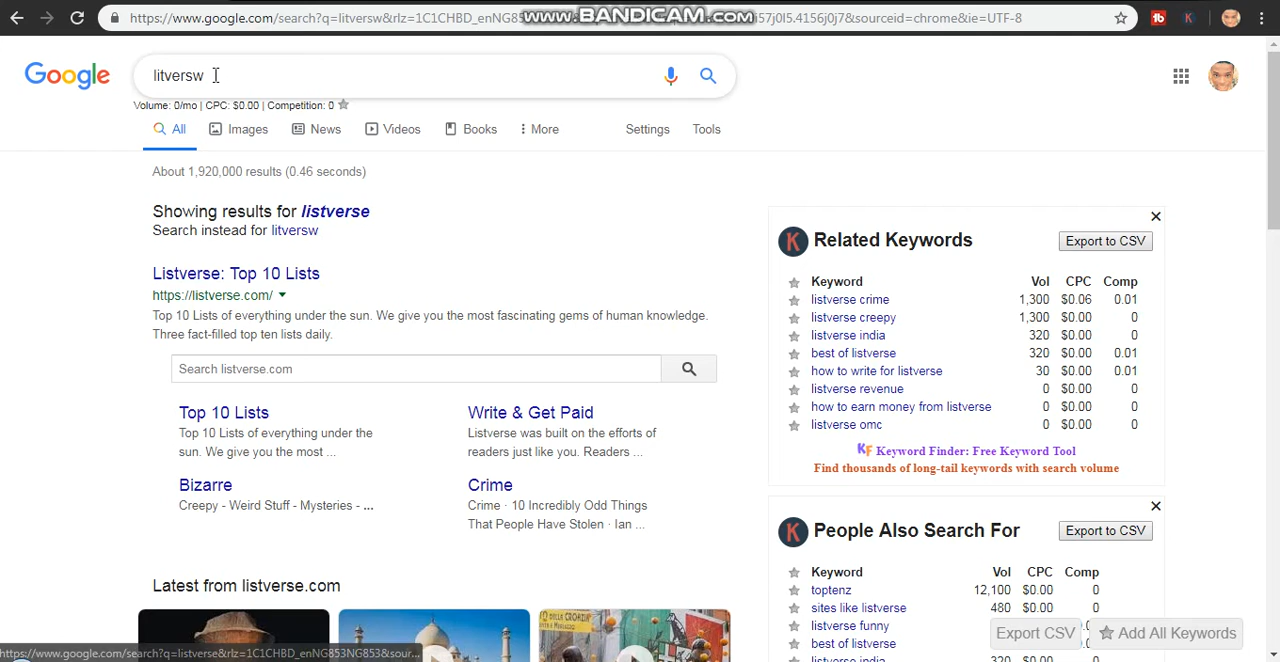 https://www.google.com/search?q=litversw&rlz=1C1CHBD_enNG85
www.BANDICAM.com
57j0l5.4156j0j7&sourceid=chrome&ie=UTF-8
Google
litversw
Volume: 0/mo | CPC: $0.00 | Competition: 0
All Images News Videos Books More Settings Tools
About 1,920,000 results (0.46 seconds)
Showing results for listverse
Search instead for litversw
Listverse: Top 10 Lists
https://listverse.com/
Top 10 Lists of everything under the sun. We give you the most fascinating gems of human knowledge.
Three fact-filled top ten lists daily.
Search listverse.com
Top 10 Lists
Top 10 Lists of everything under the
sun. We give you the most ...
Write & Get Paid
Listverse was built on the efforts of
readers just like you. Readers ...
Bizarre
Creepy - Weird Stuff - Mysteries - ...
Crime
Crime · 10 Incredibly Odd Things
That People Have Stolen · Ian ...
Latest from listverse.com
K Related Keywords Export to CSV
Keyword Vol CPC Comp
listverse crime 1,300 $0.06 0.01
listverse creepy 1,300 $0.00 0
listverse india 320 $0.00 0
best of listverse 320 $0.00 0.01
how to write for listverse 30 $0.00 0.01
listverse revenue 0 $0.00 0
how to earn money from listverse 0 $0.00 0
listverse omc 0 $0.00 0
KF Keyword Finder: Free Keyword Tool
Find thousands of long-tail keywords with search volume
K People Also Search For Export to CSV
Keyword Vol CPC Comp
toptenz 12,100 $0.00 0
sites like listverse 480 $0.00 0
listverse funny
best of listverse
listverse india 320 $0.00 0
Export CSV Add All Keywords
https://www.google.com/search?q=listverse&rlz=1C1CHBD_enNG853NG853&sour...